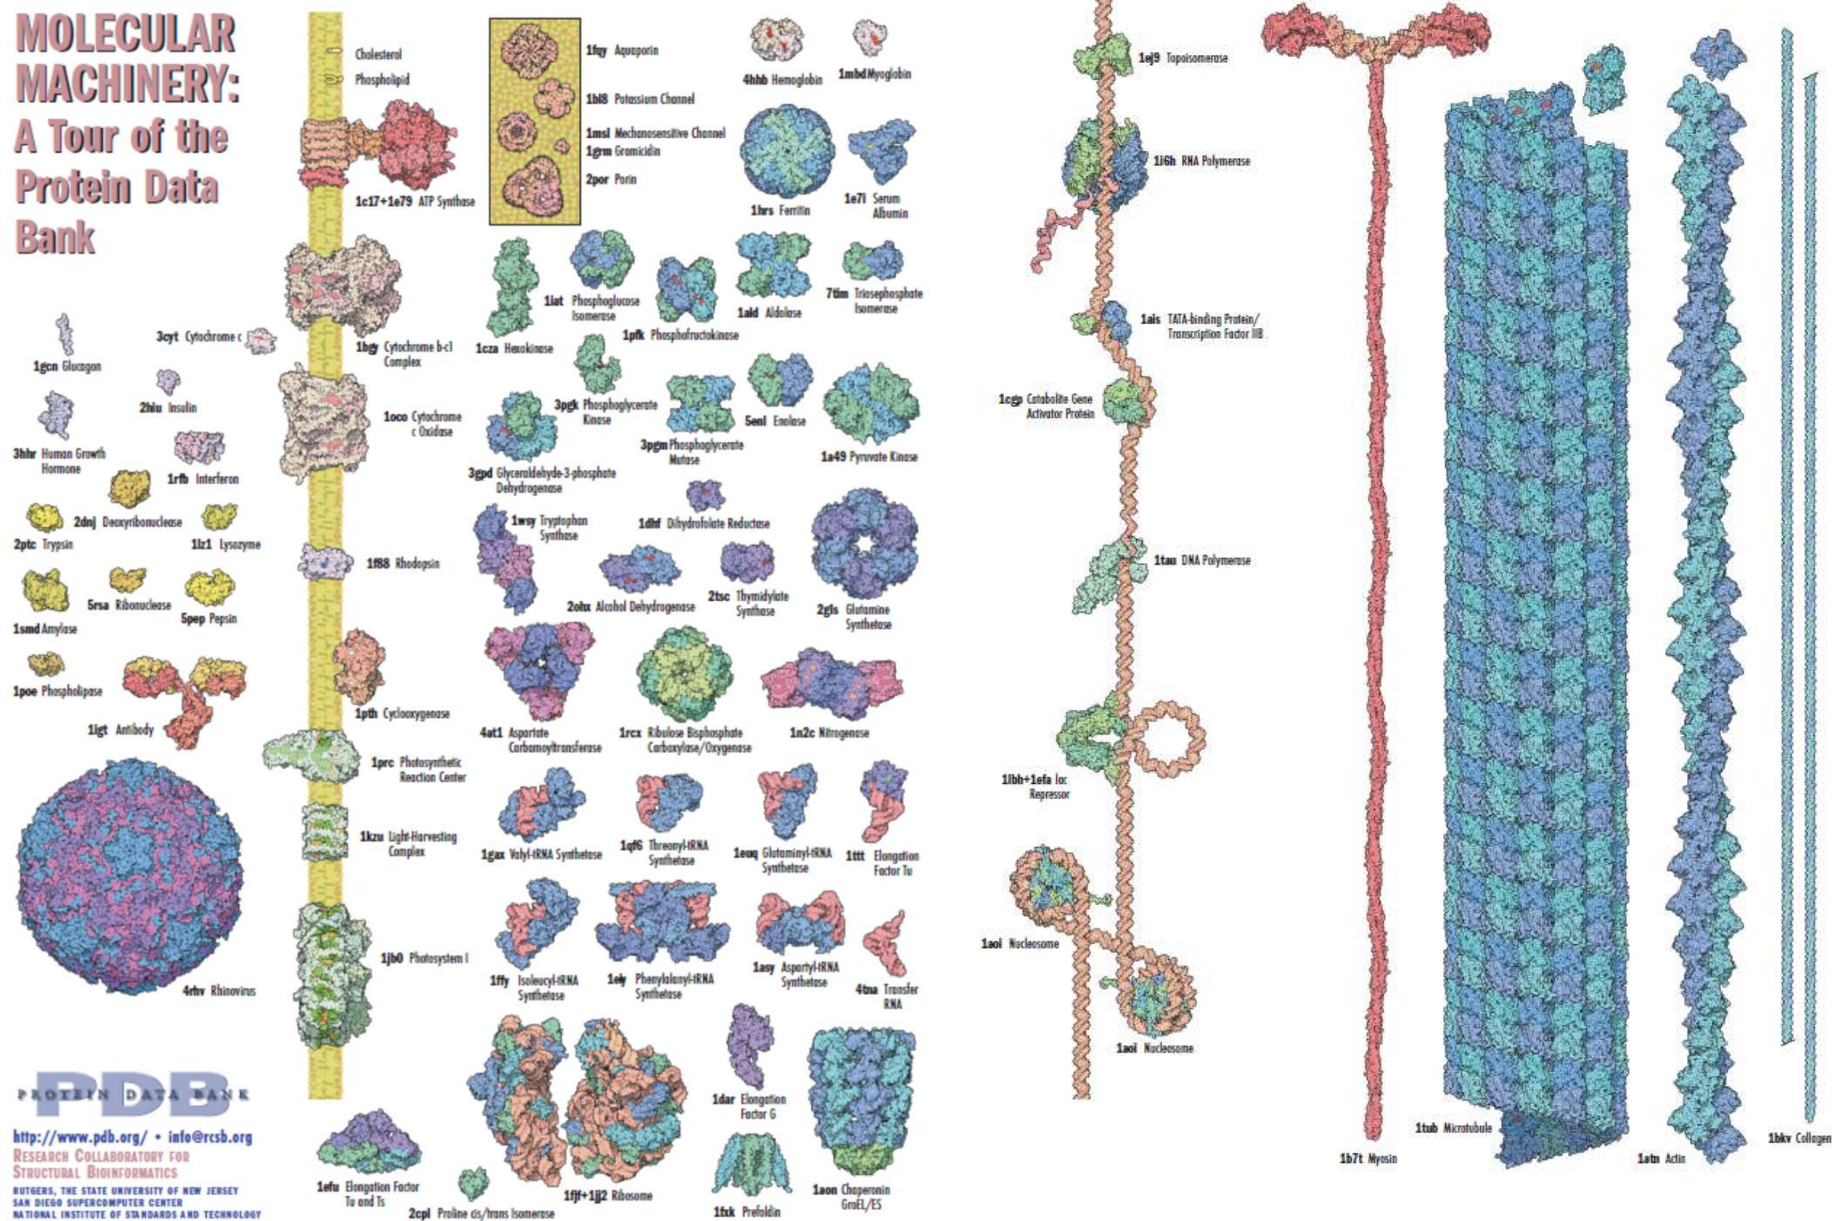 MOLECULAR
MACHINERY:
A Tour of the
Protein Data
Bank
Cholesterol
Phospholipid
1c17+1e79 ATP Synthase
1fqy Aquaporin
1bl8 Potassium Channel
1msl Mechanosensitive Channel
1grm Gramicidin
2por Porin
4hhb Hemoglobin
1mbd Myoglobin
1hrs Ferritin
1e7i Serum
Albumin
1gcn Glucagon
3cyt Cytochrome c
1bgy Cytochrome b-c1
Complex
2hiu Insulin
3hhr Human Growth
Hormone
1rfb Interferon
1oco Cytochrome
c Oxidase
2dnj Deoxyribonuclease
2ptc Trypsin
1lz1 Lysozyme
5rsa Ribonuclease
1smd Amylase
5pep Pepsin
1f88 Rhodopsin
1poe Phospholipase
1igt Antibody
1pth Cyclooxygenase
1prc Photosynthetic
Reaction Center
1kzu Light-Harvesting
Complex
1jb0 Photosystem I
4rhv Rhinovirus
1cza Hexokinase
1iat Phosphoglucose
Isomerase
1pfk Phosphofructokinase
1ald Aldolase
7tim Triosephosphate
Isomerase
3gpd Glyceraldehyde-3-phosphate
Dehydrogenase
3pgk Phosphoglycerate
Kinase
3pgm Phosphoglycerate
Mutase
5enl Enolase
1a49 Pyruvate Kinase
1wsy Tryptophan
Synthase
1dhf Dihydrofolate Reductase
2ohx Alcohol Dehydrogenase
2tsc Thymidylate
Synthase
2gls Glutamine
Synthetase
4at1 Aspartate
Carbamoyltransferase
1rcx Ribulose Bisphosphate
Carboxylase/Oxygenase
1n2c Nitrogenase
1gax Valyl-tRNA Synthetase
1qf6 Threonyl-tRNA
Synthetase
1euq Glutaminyl-tRNA
Synthetase
1ttt Elongation
Factor Tu
1ffy Isoleucyl-tRNA
Synthetase
1eiy Phenylalanyl-tRNA
Synthetase
1asy Aspartyl-tRNA
Synthetase
4tna Transfer
RNA
1efu Elongation Factor
Tu and Ts
2cpl Proline cis/trans Isomerase
1fjf+1jj2 Ribosome
1dar Elongation
Factor G
1fxk Prefoldin
1aon Chaperonin
GroEL/ES
PDB
PROTEIN DATA BANK
http://www.pdb.org/ • info@rcsb.org
RESEARCH COLLABORATORY FOR
STRUCTURAL BIOINFORMATICS
RUTGERS, THE STATE UNIVERSITY OF NEW JERSEY
SAN DIEGO SUPERCOMPUTER CENTER
NATIONAL INSTITUTE OF STANDARDS AND TECHNOLOGY
1ej9 Topoisomerase
1i6h RNA Polymerase
1ais TATA-binding Protein/
Transcription Factor IIB
1cgp Catabolite Gene
Activator Protein
1tau DNA Polymerase
1lbh+1efa lac
Repressor
1aoi Nucleosome
1aoi Nucleosome
1b7t Myosin
1tub Microtubule
1atn Actin
1bkv Collagen